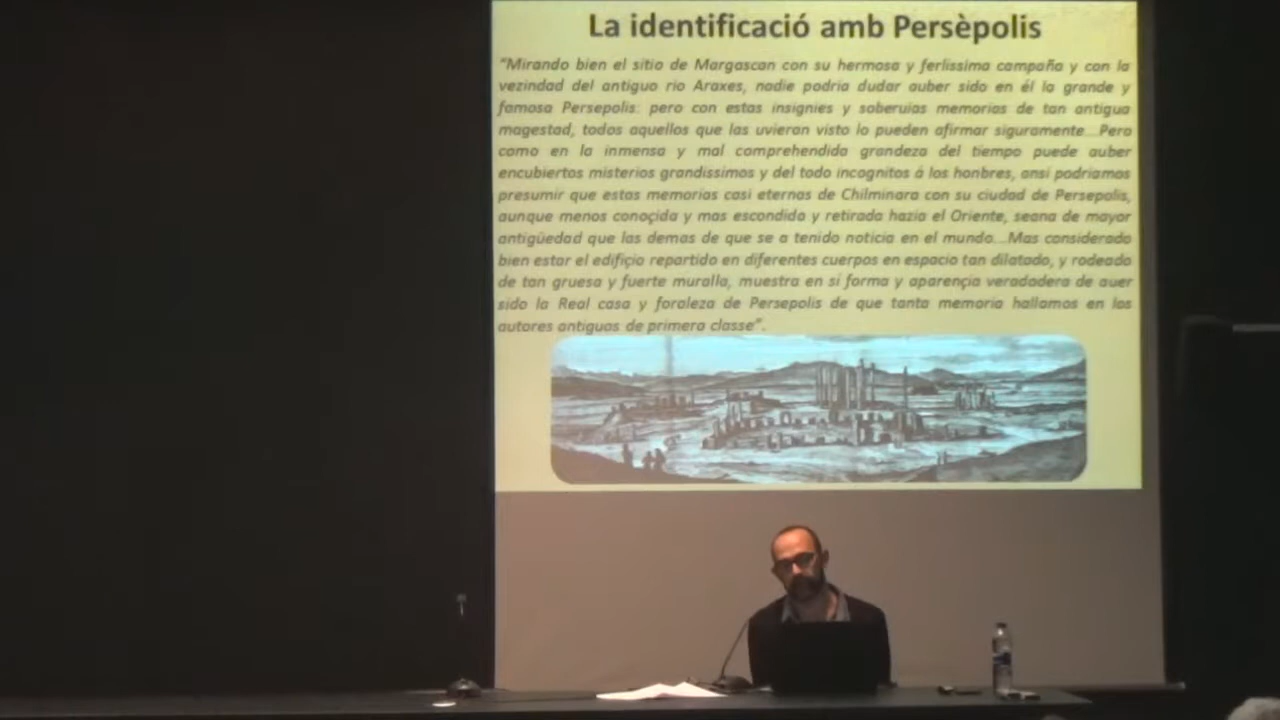 La identificació amb Persèpolis
"Mirando bien el sitio de Margascan con su hermosa y ferlissima campaña y con la
vezindad del antiguo rio Araxes, nadie podria dudar auber sido en él la grande y
famosa Persepolis: pero con estas insignies y soberuias memorias de tan antigua
magestad, todos aquellos que las uvieran visto lo pueden afirmar siguramente...Pero
como en la inmensa y mal comprehendida grandeza del tiempo puede auber
encubiertos misterios grandissimos y del todo incognitos á los honbres, ansi podriamos
presumir que estas memorias casi eternas de Chilminara con su ciudad de Persepolis,
aunque menos conoçida y mas escondida y retirada hazia el Oriente, seana de mayor
antigüedad que las demas de que se a tenido noticia en el mundo...Mas considerado
bien estar el edifiçio repartido en diferentes cuerpos en espacio tan dilatado, y rodeado
de tan gruesa y fuerte muralla, muestra en sí forma y aparençia veradadera de auer
sido la Real casa y foraleza de Persepolis de que tanta memoria hallamos en los
autores antiguos de primera classe".